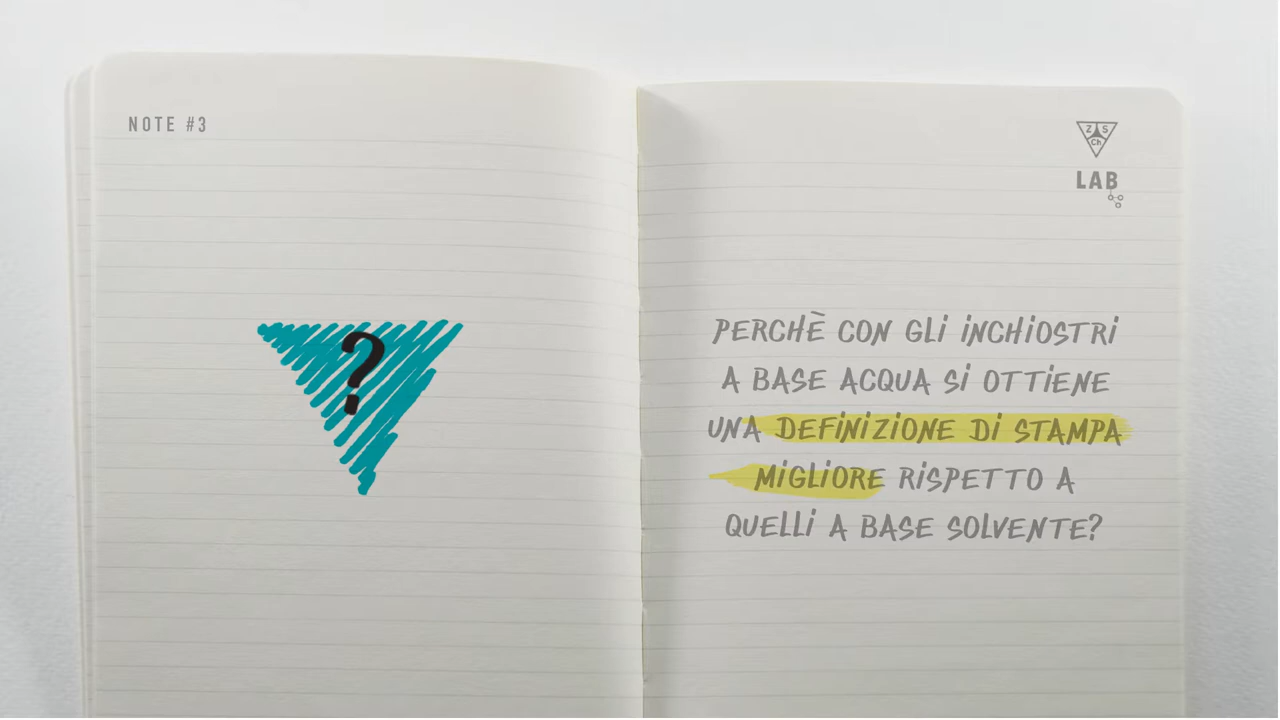 NOTE #3
?
Z S
Ch
LAB
PERCHÈ CON GLI INCHIOSTRI
A BASE ACQUA SI OTTIENE
UNA DEFINIZIONE DI STAMPA
MIGLIORE RISPETTO A
QUELLI A BASE SOLVENTE?